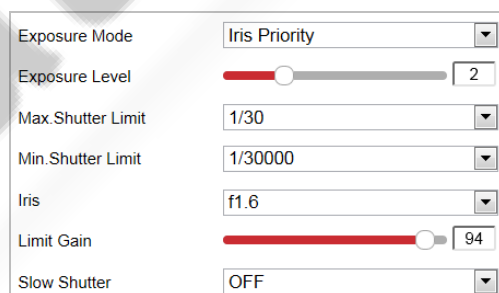 Exposure Mode Iris Priority
Exposure Level 2
Max.Shutter Limit 1/30
Min.Shutter Limit 1/30000
Iris f1.6
Limit Gain 94
Slow Shutter OFF